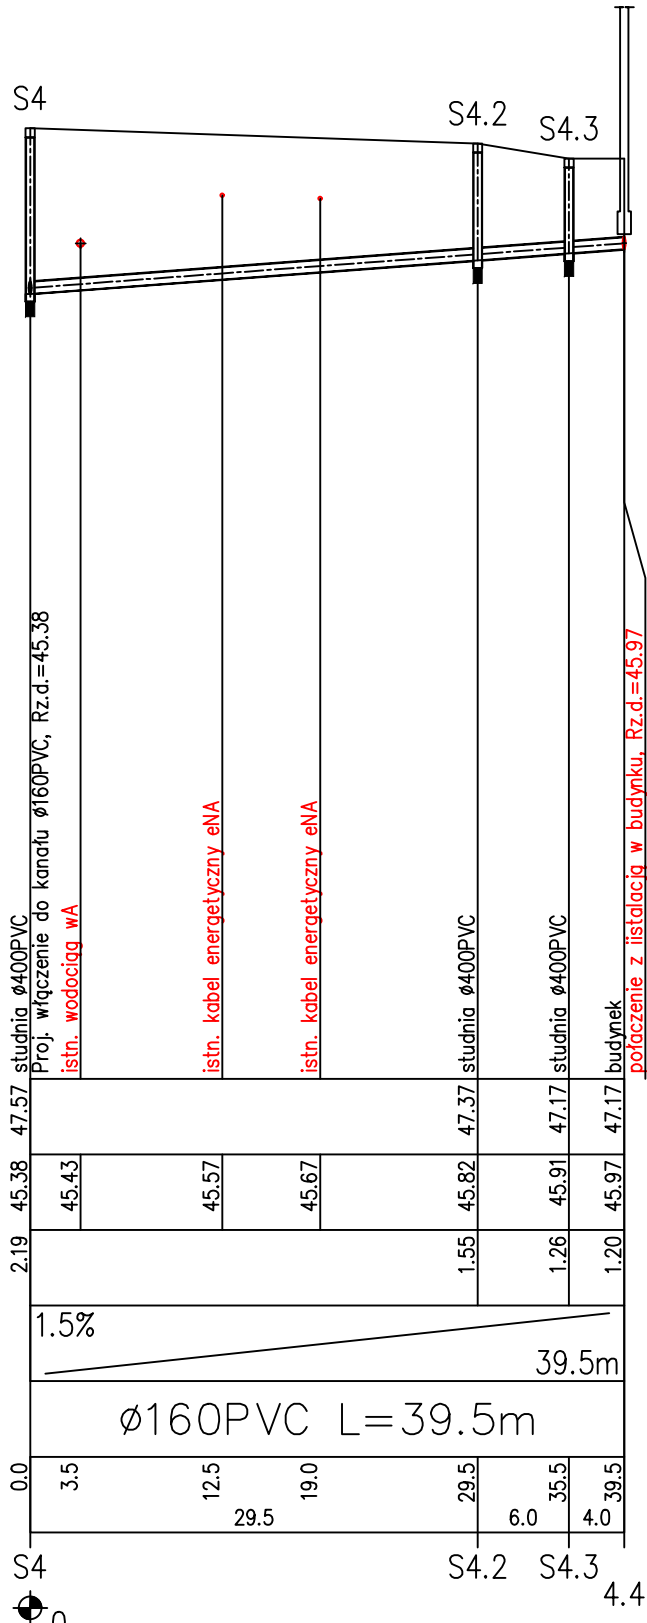 S4
S4.2
S4.3
studnia ø400PVC
Proj. włączenie do kanału ø160PVC, Rz.d.=45.38
istn. wodociąg wA
istn. kabel energetyczny eNA
istn. kabel energetyczny eNA
studnia ø400PVC
studnia ø400PVC
budynek
połaczenie z iistalacją w budynku, Rz.d.=45.97
47.57 47.37 47.17 47.17
45.38 45.43 45.57 45.67 45.82 45.91 45.97
2.19 1.55 1.26 1.20
1.5%
39.5m
ø160PVC L=39.5m
0.0 3.5 12.5 19.0 29.5 35.5 39.5
29.5 6.0 4.0
S4 S4.2 S4.3
4.4